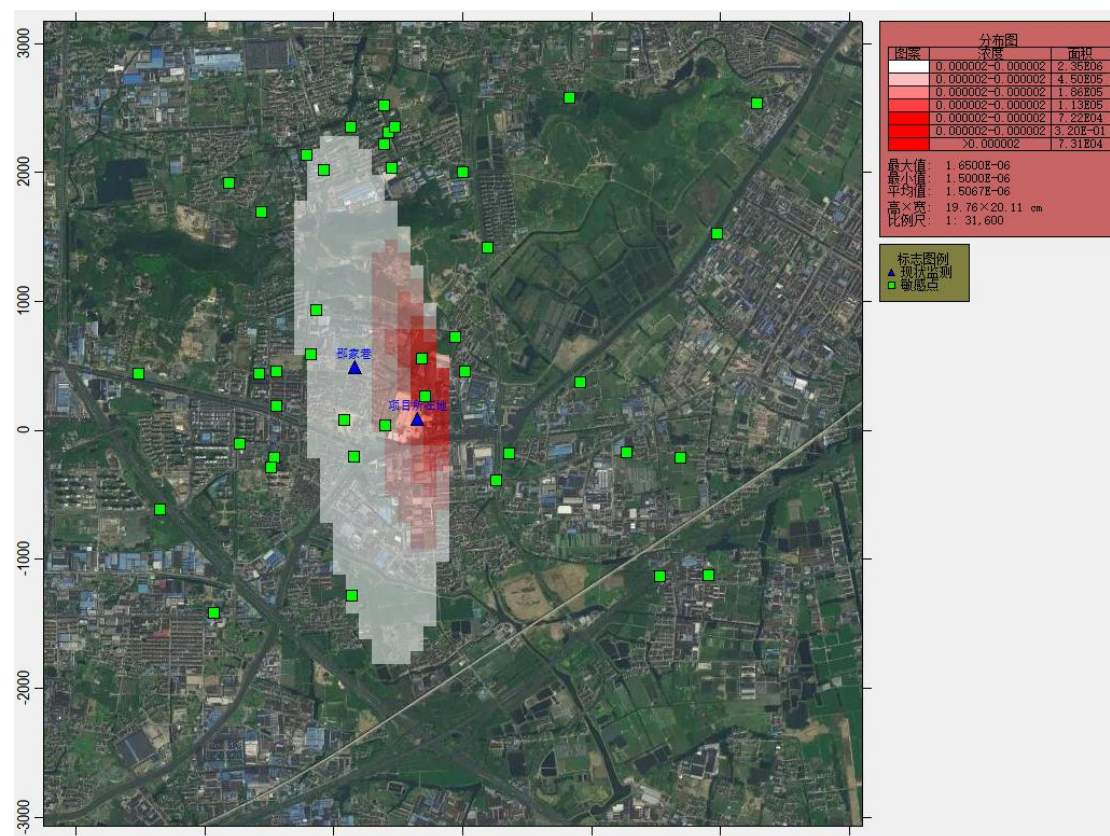 3000
2000
1000
0
-1000
-2000
-3000
邵家巷
项目所在地
分布图
图案 浓度 面积
0.000002-0.000002 2.35E06
0.000002-0.000002 4.50E05
0.000002-0.000002 1.86E05
0.000002-0.000002 1.13E05
0.000002-0.000002 7.22E04
0.000002-0.000002 3.20E-01
>0.000002 7.31E04
最大值: 1.6500E-06
最小值: 1.5000E-06
平均值: 1.5067E-06
高×宽: 19.76×20.11 cm
比例尺: 1: 31,600
标志图例
现状监测
敏感点